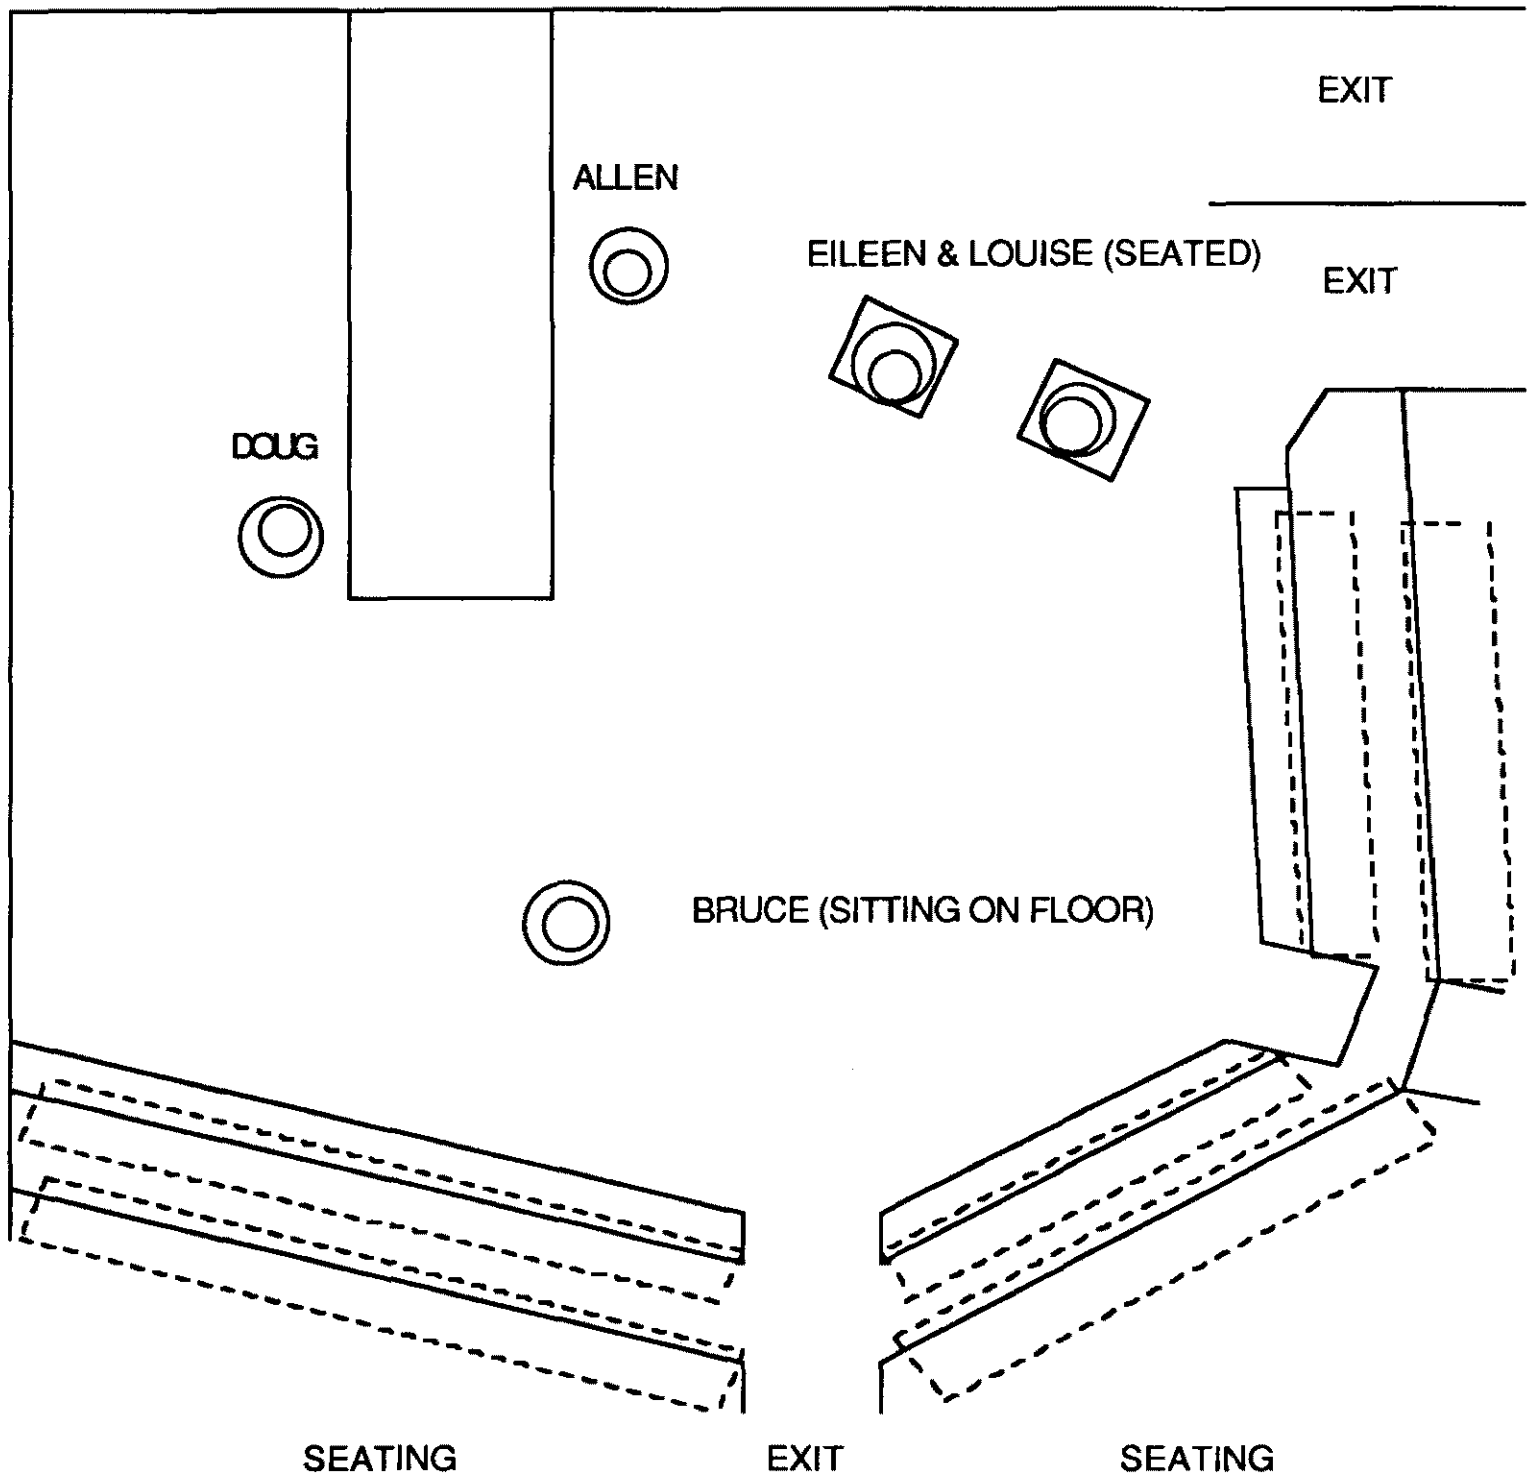 EXIT
ALLEN
EILEEN & LOUISE (SEATED)
EXIT
DOUG
BRUCE (SITTING ON FLOOR)
SEATING
EXIT
SEATING